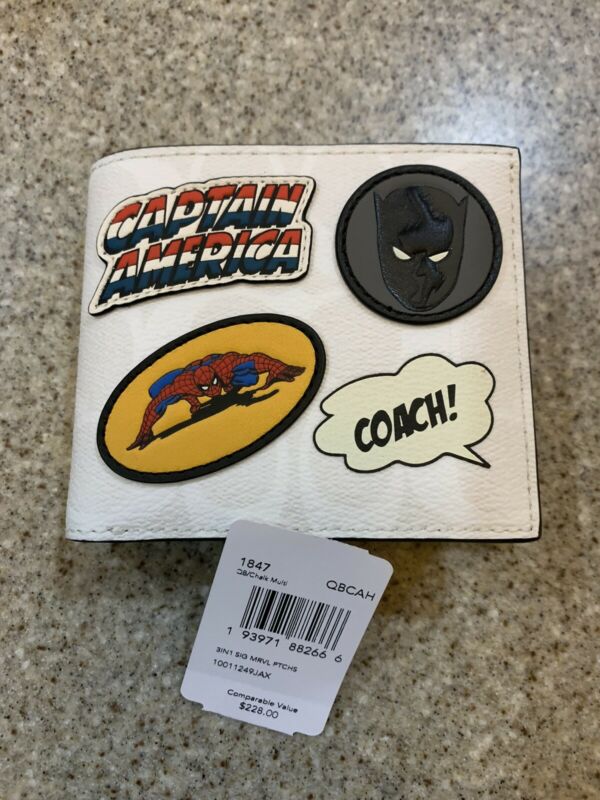 CAPTAIN
AMERICA
COACH!
1847
QB/Chalk Multi
QBCAH
1 93971 88266 6
3IN1 SIG MRVL PTCHS
10011249JAX
Comparable Value
$228.00